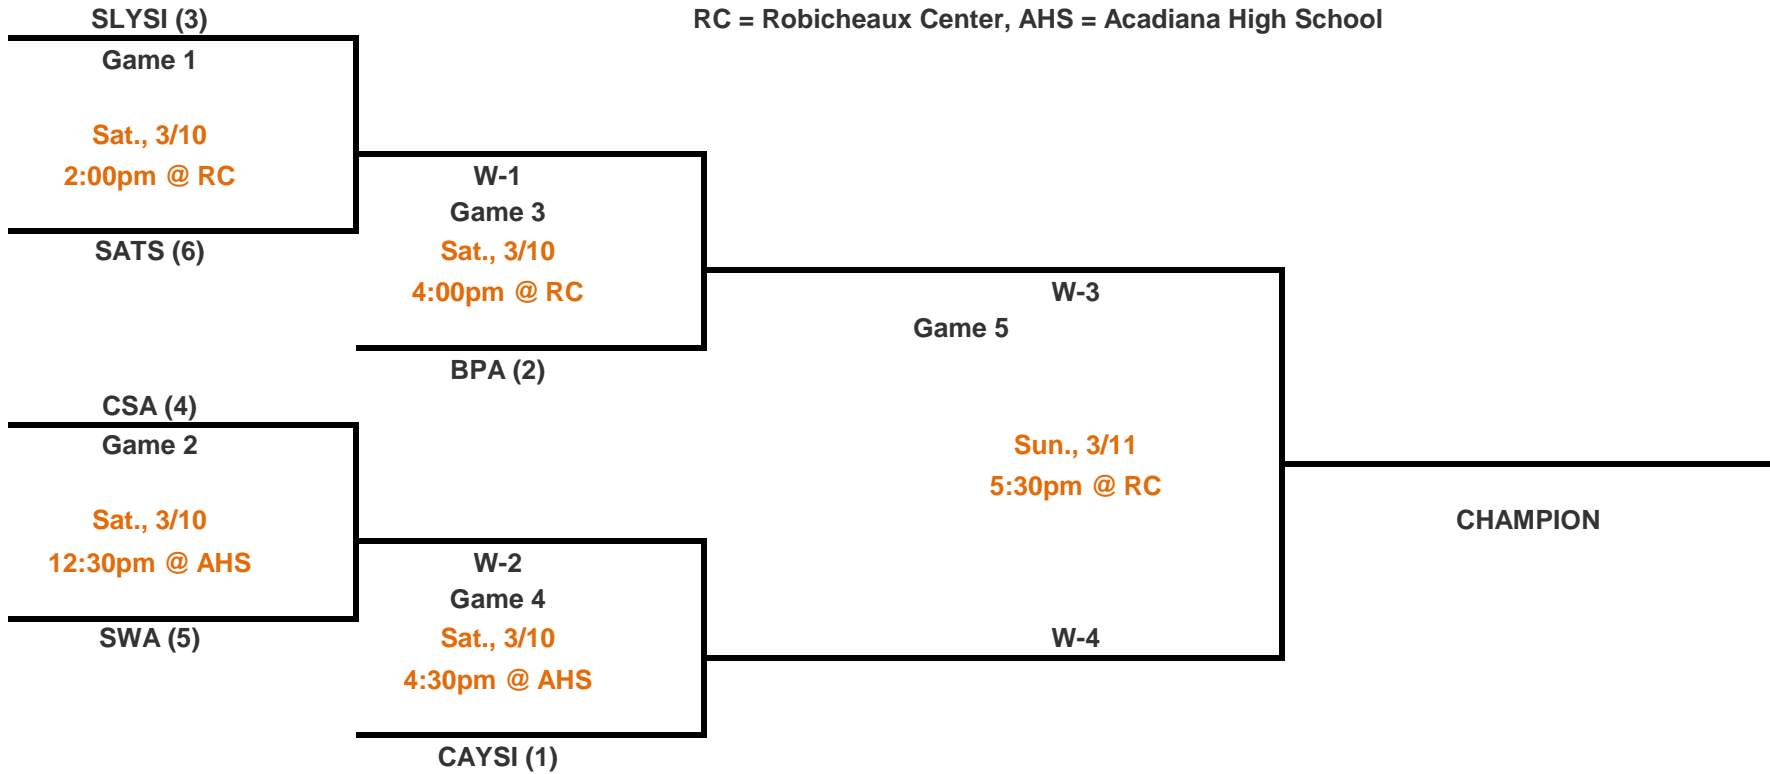 SLYSI (3)
RC = Robicheaux Center, AHS = Acadiana High School
Game 1
Sat., 3/10
2:00pm @ RC
SATS (6)
W-1
Game 3
Sat., 3/10
4:00pm @ RC
BPA (2)
W-3
Game 5
Sun., 3/11
5:30pm @ RC
CHAMPION
CSA (4)
Game 2
Sat., 3/10
12:30pm @ AHS
SWA (5)
W-2
Game 4
Sat., 3/10
4:30pm @ AHS
CAYSI (1)
W-4